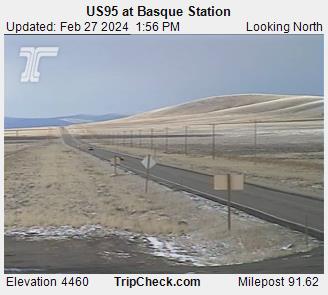 US95 at Basque Station
Updated: Feb 27 2024 1:56 PM Looking North
Elevation 4460 TripCheck.com Milepost 91.62